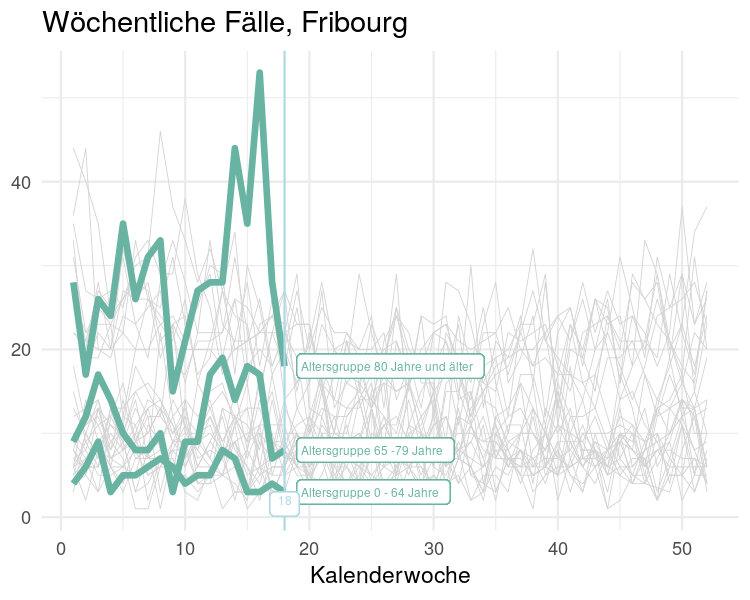 Wöchentliche Fälle, Fribourg
40
20
0
Altersgruppe 80 Jahre und älter
Altersgruppe 65 -79 Jahre
Altersgruppe 0 - 64 Jahre
18
0 10 20 30 40 50
Kalenderwoche